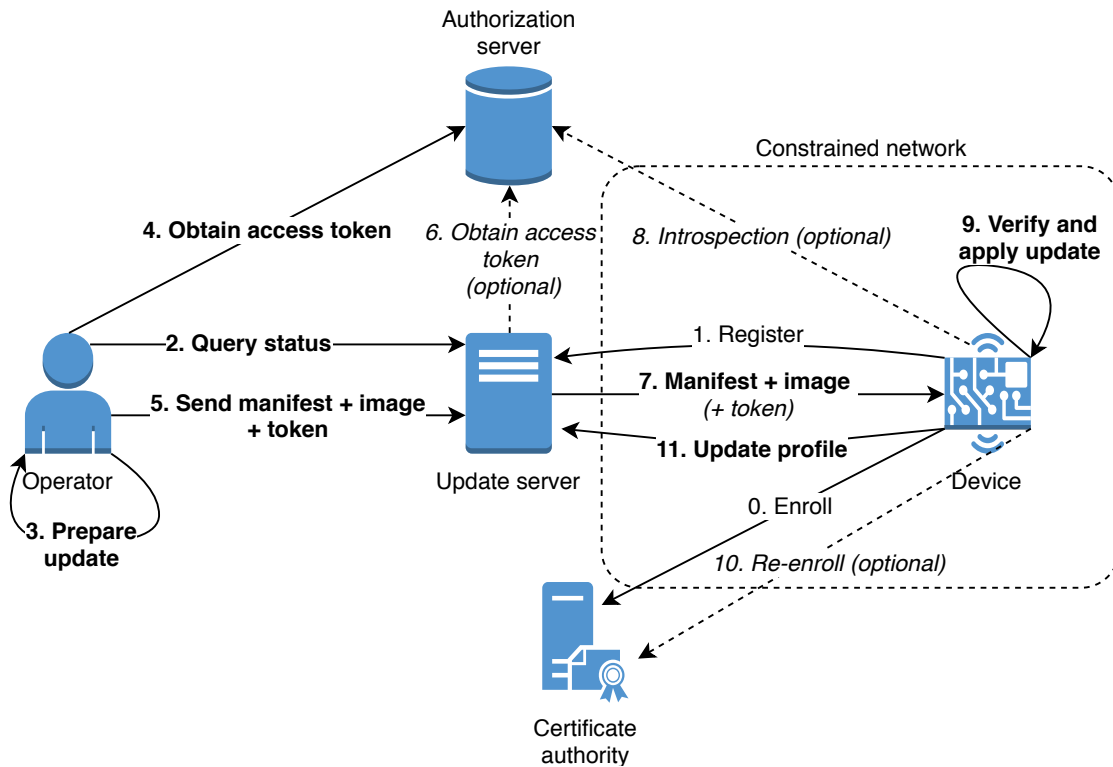 Authorization
server
Constrained network
4. Obtain access token
6. Obtain access
token
(optional)
8. Introspection (optional)
9. Verify and
apply update
2. Query status
1. Register
5. Send manifest + image
+ token
7. Manifest + image
(+ token)
11. Update profile
Operator
Update server
Device
3. Prepare
update
0. Enroll
10. Re-enroll (optional)
Certificate
authority